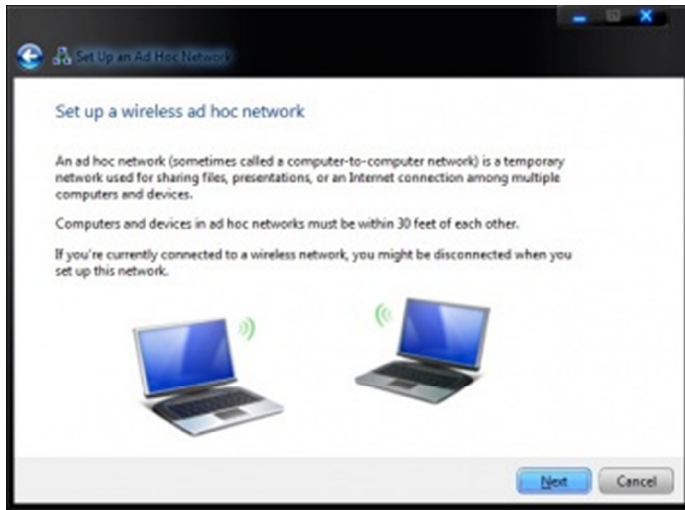 Set Up an Ad Hoc Network
Set up a wireless ad hoc network
An ad hoc network (sometimes called a computer-to-computer network) is a temporary
network used for sharing files, presentations, or an Internet connection among multiple
computers and devices.
Computers and devices in ad hoc networks must be within 30 feet of each other.
If you're currently connected to a wireless network, you might be disconnected when you
set up this network.
Next Cancel